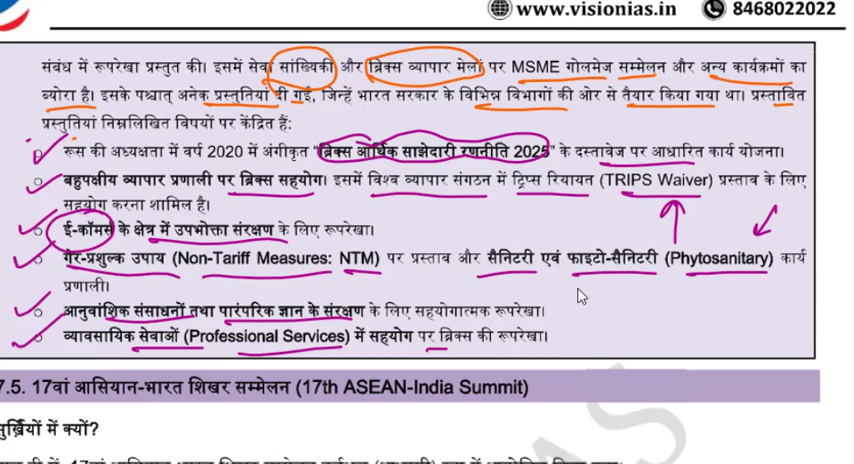 www.visionias.in 8468022022
संबंध में रूपरेखा प्रस्तुत की। इसमें सेवा सांख्यिकी और ब्रिक्स व्यापार मेलों पर MSME गोलमेज सम्मेलन और अन्य कार्यक्रमों का
ब्योरा है। इसके पश्चात अनेक प्रस्तुतियां दी गईं, जिन्हें भारत सरकार के विभिन्न विभागों की ओर से तैयार किया गया था। प्रस्तावित
प्रस्तुतियां निम्नलिखित विषयों पर केंद्रित हैं:
रूस की अध्यक्षता में वर्ष 2020 में अंगीकृत "ब्रिक्स आर्थिक साझेदारी रणनीति 2025" के दस्तावेज पर आधारित कार्य योजना।
बहुपक्षीय व्यापार प्रणाली पर ब्रिक्स सहयोग। इसमें विश्व व्यापार संगठन में ट्रिप्स रियायत (TRIPS Waiver) प्रस्ताव के लिए
सहयोग करना शामिल है।
ई-कॉमर्स के क्षेत्र में उपभोक्ता संरक्षण के लिए रूपरेखा।
गैर-प्रशुल्क उपाय (Non-Tariff Measures: NTM) पर प्रस्ताव और सैनिटरी एवं फाइटो-सैनिटरी (Phytosanitary) कार्य
प्रणाली।
आनुवांशिक संसाधनों तथा पारंपरिक ज्ञान के संरक्षण के लिए सहयोगात्मक रूपरेखा।
व्यावसायिक सेवाओं (Professional Services) में सहयोग पर ब्रिक्स की रूपरेखा।
7.5. 17वां आसियान-भारत शिखर सम्मेलन (17th ASEAN-India Summit)
सुर्ख़ियों में क्यों?